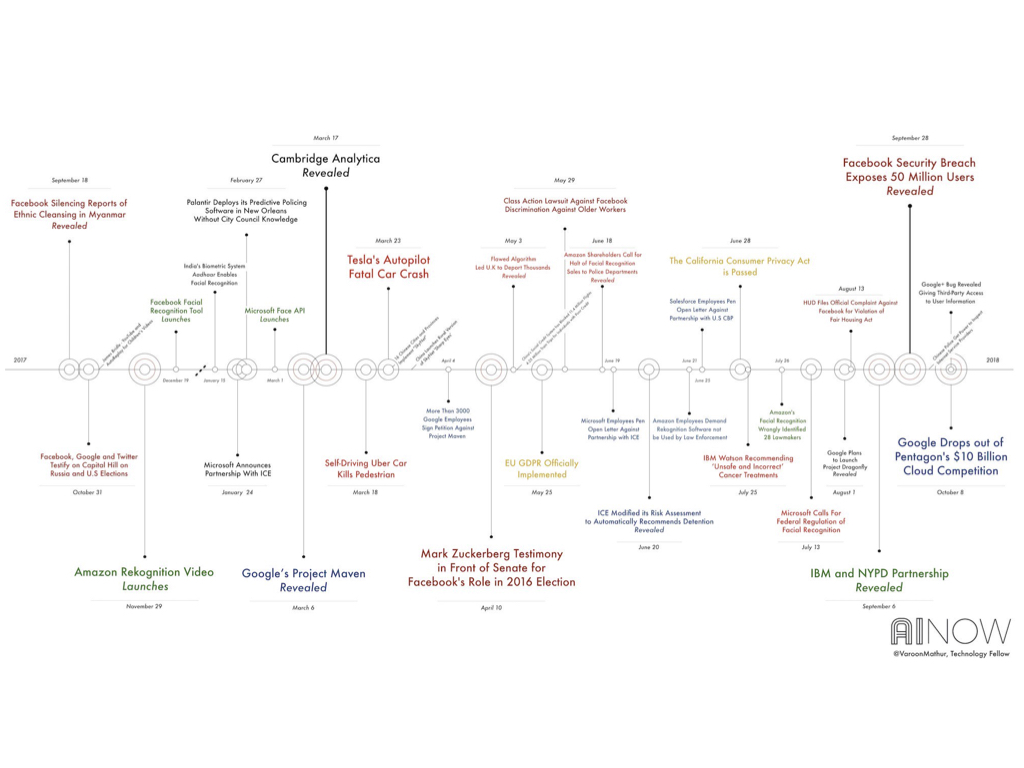 March 17
Cambridge Analytica
Revealed
September 28
Facebook Security Breach
Exposes 50 Million Users
Revealed
September 18
Facebook Silencing Reports of
Ethnic Cleansing in Myanmar
Revealed
February 27
Palantir Deploys its Predictive Policing
Software in New Orleans
Without City Council Knowledge
May 29
Class Action Lawsuit Against Facebook
Discrimination Against Older Workers
March 23
Tesla's Autopilot
Fatal Car Crash
May 3
Flawed Algorithm
Led U.K to Deport Thousands
Revealed
June 18
Amazon Shareholders Call for
Halt of Facial Recognition
Sales to Police Departments
Revealed
June 28
The California Consumer Privacy Act
is Passed
India's Biometric System
Aadhaar Enables
Facial Recognition
Facebook Facial
Recognition Tool
Launches
Microsoft Face API
Launches
Salesforce Employees Pen
Open Letter Against
Partnership with U.S CBP
August 13
HUD Files Official Complaint Against
Facebook for Violation of
Fair Housing Act
Google+ Bug Revealed
Giving Third-Party Access
to User Information
James Bridle - YouTube and
Autoplaying for Children's Videos
2017
2018
December 19
January 15
March 1
April 4
June 19
June 21
June 25
July 26
More Than 3000
Google Employees
Sign Petition Against
Project Maven
Microsoft Employees Pen
Open Letter Against
Partnership with ICE
Amazon Employees Demand
Rekognition Software not
be Used by Law Enforcement
Amazon's
Facial Recognition
Wrongly Identified
28 Lawmakers
Facebook, Google and Twitter
Testify on Capital Hill on
Russia and U.S Elections
October 31
Microsoft Announces
Partnership With ICE
January 24
Self-Driving Uber Car
Kills Pedestrian
March 18
EU GDPR Officially
Implemented
May 25
IBM Watson Recommending
'Unsafe and Incorrect'
Cancer Treatments
July 25
Google Plans
to Launch
Project Dragonfly
Revealed
August 1
Google Drops out of
Pentagon's $10 Billion
Cloud Competition
October 8
ICE Modified its Risk Assessment
to Automatically Recommends Detention
Revealed
June 20
Microsoft Calls For
Federal Regulation of
Facial Recognition
July 13
Amazon Rekognition Video
Launches
November 29
Google's Project Maven
Revealed
March 6
Mark Zuckerberg Testimony
in Front of Senate for
Facebook's Role in 2016 Election
April 10
IBM and NYPD Partnership
Revealed
September 6
AINOW
@VaroonMathur, Technology Fellow